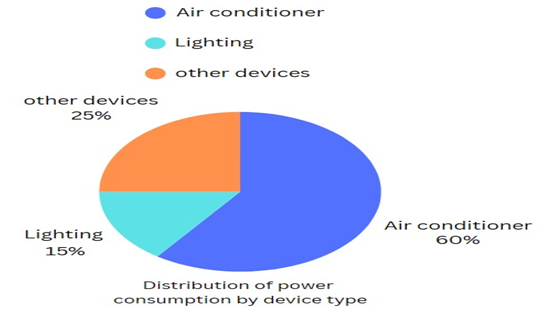 Air conditioner
Lighting
other devices
other devices
25%
Lighting
15%
Air conditioner
60%
Distribution of power
consumption by device type